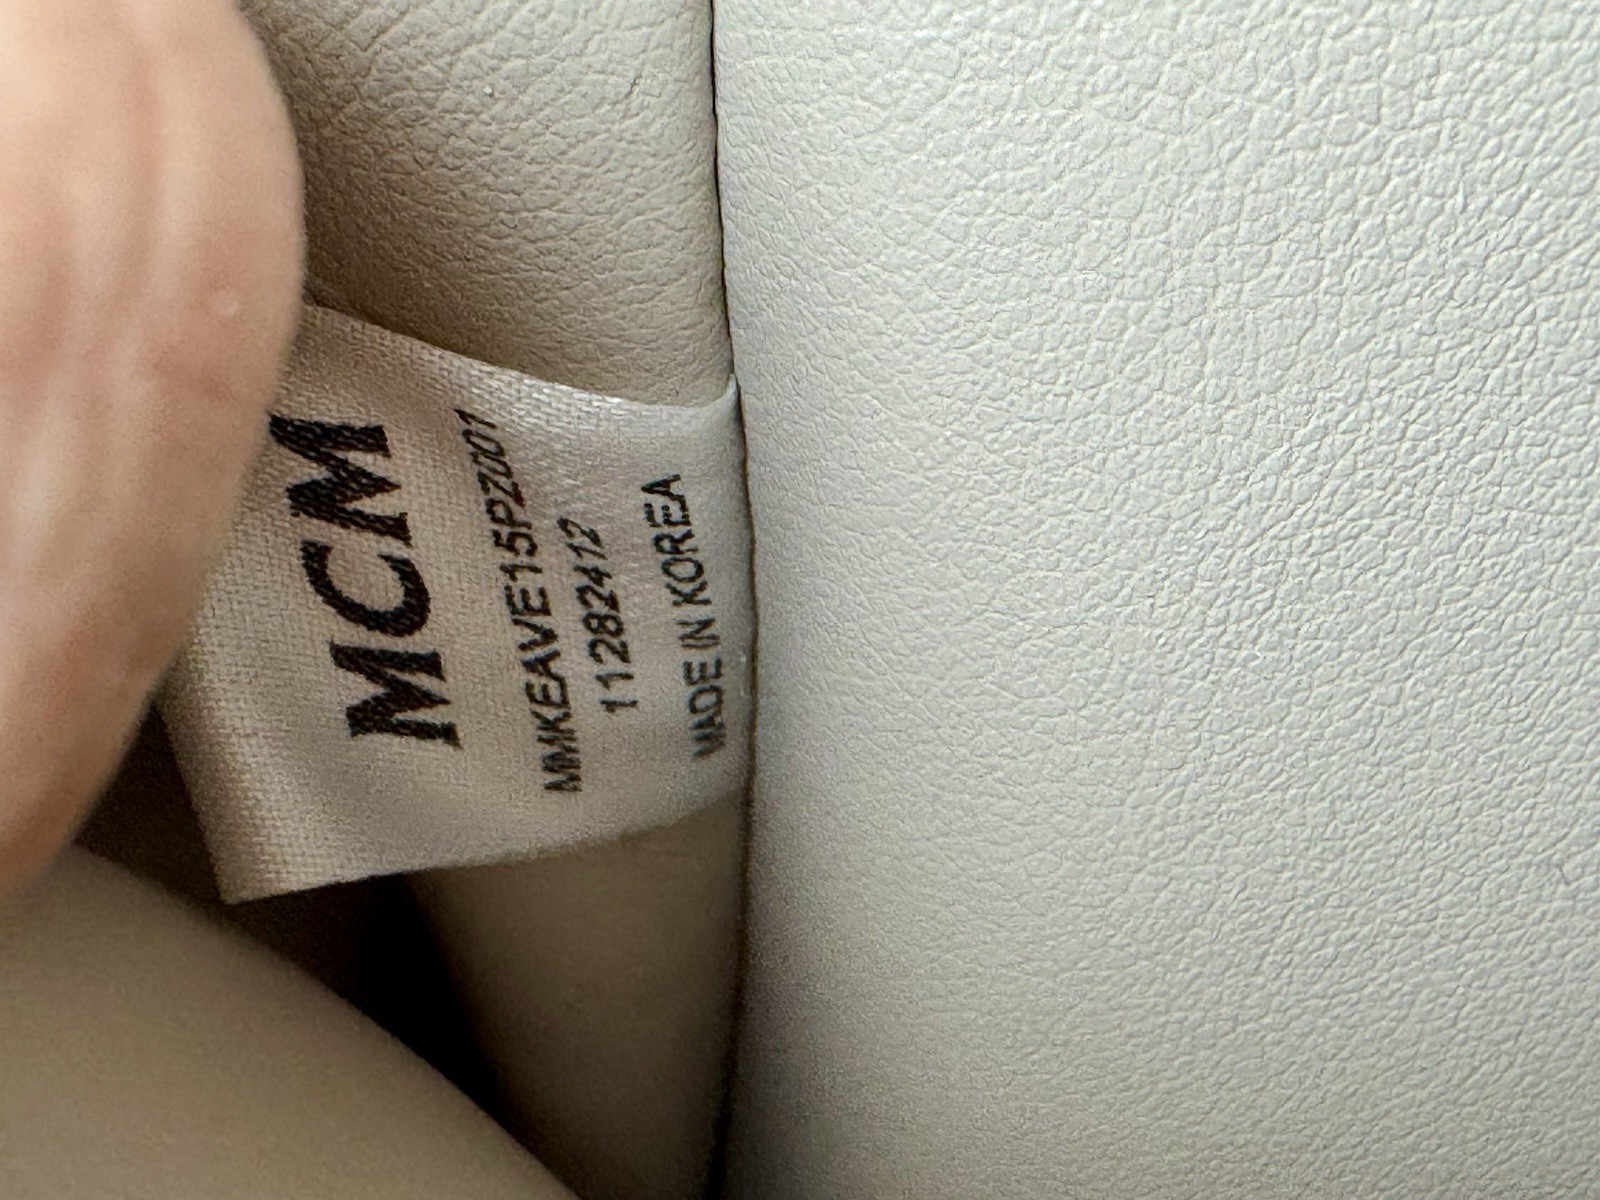 MCM
MMKEAVE15PZ001
11282412
MADE IN KOREA